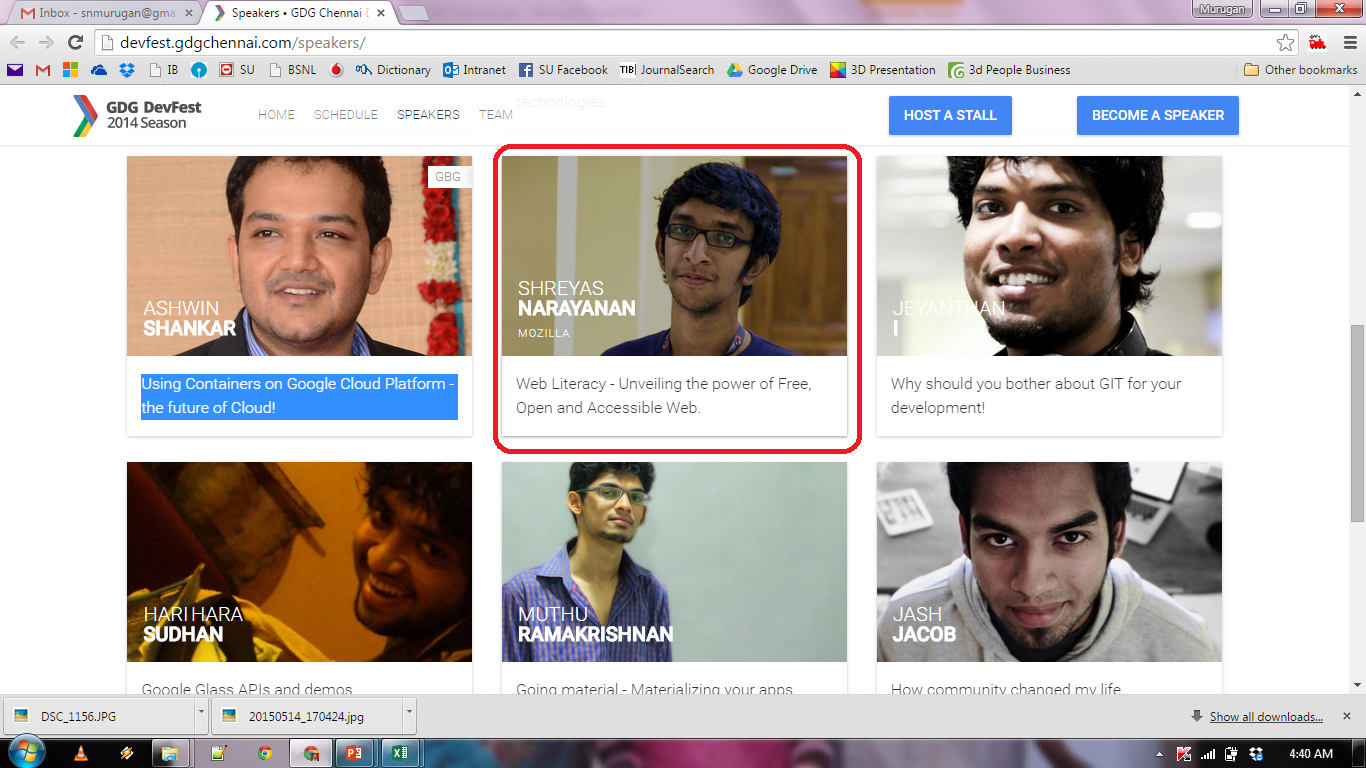 Inbox - snmurugan@gma
Speakers • GDG Chennai D
Murugan
devfest.gdgchennai.com/speakers/
IB
SU
BSNL
Dictionary
Intranet
SU Facebook
TIB JournalSearch
Google Drive
3D Presentation
3d People Business
Other bookmarks
GDG DevFest
2014 Season
HOME
SCHEDULE
SPEAKERS
TEAM
technologies
HOST A STALL
BECOME A SPEAKER
GBG
ASHWIN
SHANKAR
Using Containers on Google Cloud Platform -
the future of Cloud!
SHREYAS
NARAYANAN
MOZILLA
Web Literacy - Unveiling the power of Free,
Open and Accessible Web.
JEYANTHAN
I
Why should you bother about GIT for your
development!
HARI HARA
SUDHAN
Google Glass APIs and demos
MUTHU
RAMAKRISHNAN
Going material - Materializing your apps
JASH
JACOB
How community changed my life
DSC_1156.JPG
20150514_170424.jpg
Show all downloads...
4:40 AM